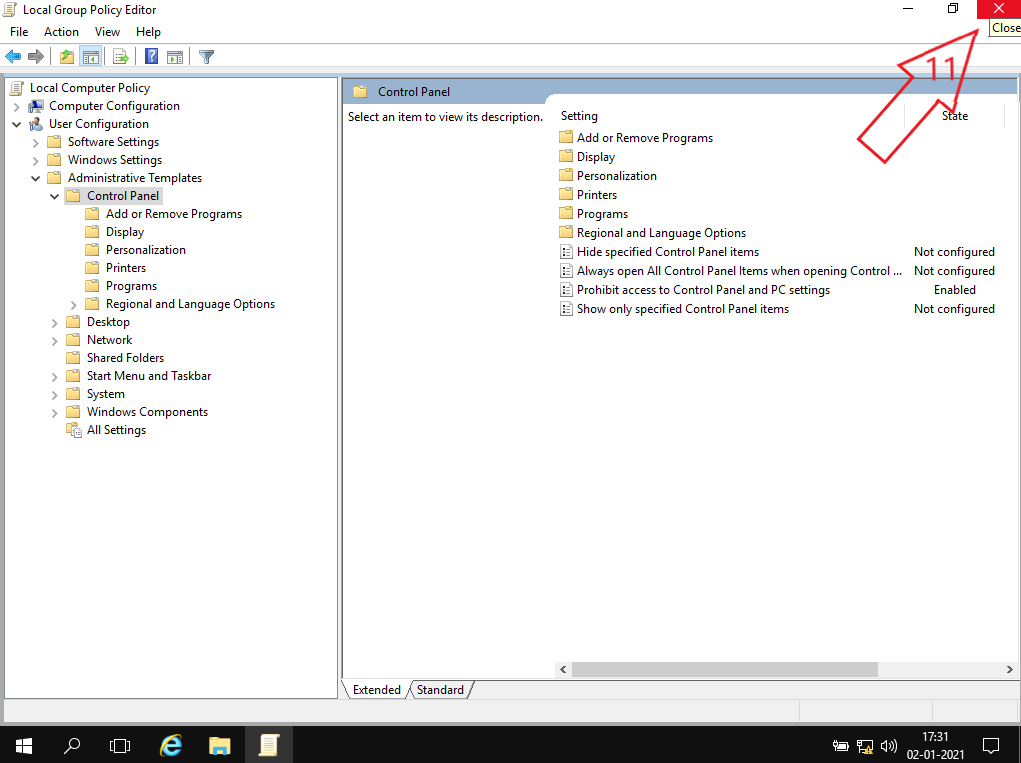 Local Group Policy Editor
Close
File Action View Help
11
Local Computer Policy
Computer Configuration
User Configuration
Software Settings
Windows Settings
Administrative Templates
Control Panel
Add or Remove Programs
Display
Personalization
Printers
Programs
Regional and Language Options
Desktop
Network
Shared Folders
Start Menu and Taskbar
System
Windows Components
All Settings
Control Panel
Select an item to view its description.
Setting State
Add or Remove Programs
Display
Personalization
Printers
Programs
Regional and Language Options
Hide specified Control Panel items Not configured
Always open All Control Panel Items when opening Control ... Not configured
Prohibit access to Control Panel and PC settings Enabled
Show only specified Control Panel items Not configured
Extended Standard
17:31
02-01-2021